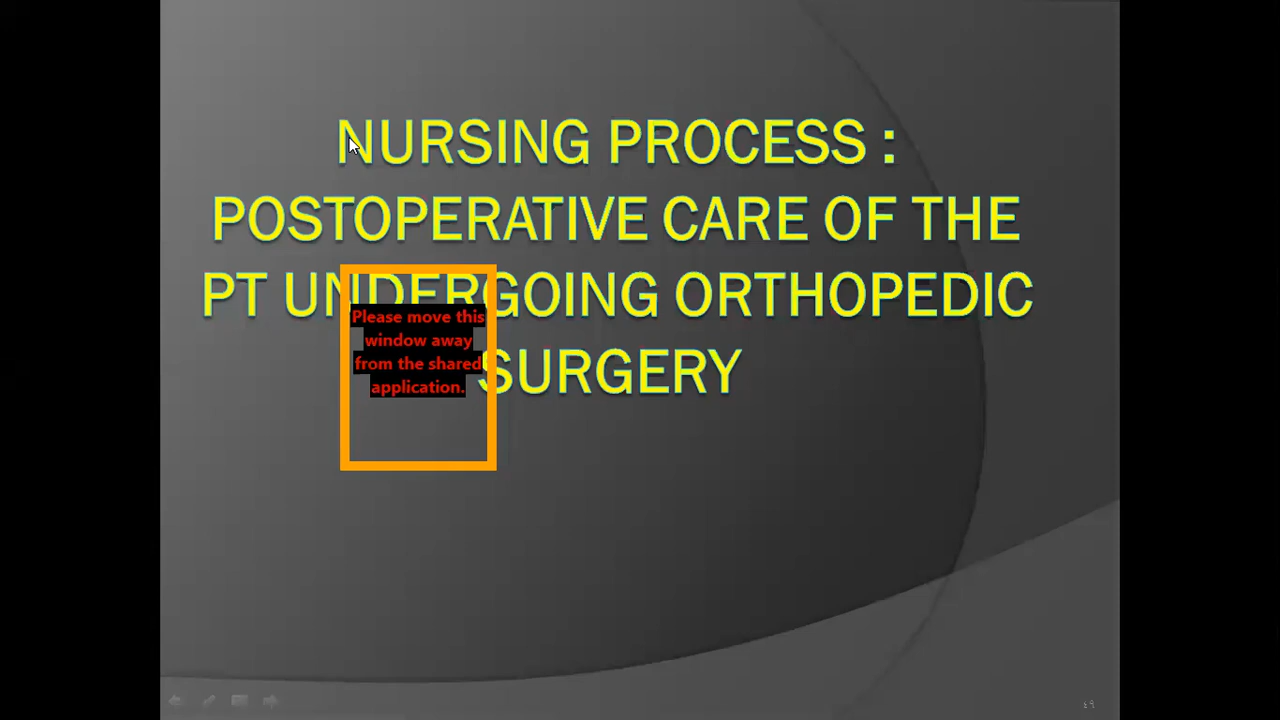 NURSING PROCESS :
POSTOPERATIVE CARE OF THE
PT UNDERGOING ORTHOPEDIC
SURGERY
Please move this
window away
from the shared
application.
٤٩